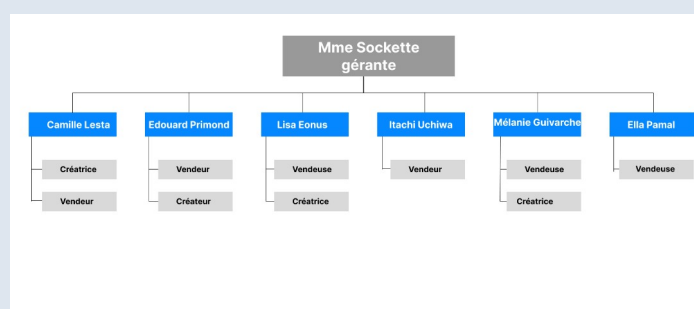 Mme Sockette
gérante
Camille Lesta
Edouard Primond
Lisa Eonus
Itachi Uchiwa
Mélanie Guivarche
Ella Pamal
Créatrice
Vendeur
Vendeuse
Vendeur
Vendeuse
Vendeuse
Vendeur
Créateur
Créatrice
Créatrice